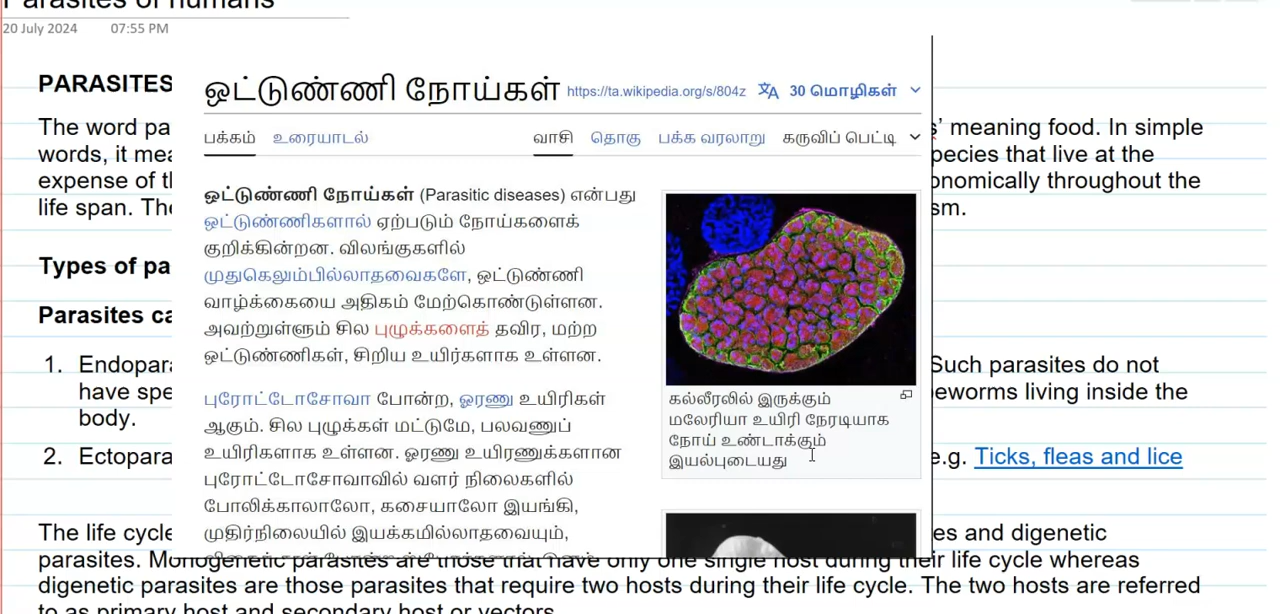 Parasites of humans
20 July 2024 07:55 PM
PARASITES
The word pa
words, it mea
expense of th
life span. The
Types of pa
Parasites ca
1. Endopara
have spe
body.
2. Ectopara
The life cycle
ஒட்டுண்ணி நோய்கள் https://ta.wikipedia.org/s/804z 30 மொழிகள்
பக்கம் உரையாடல் வாசி தொகு பக்க வரலாறு கருவிப் பெட்டி
ஒட்டுண்ணி நோய்கள் (Parasitic diseases) என்பது
ஒட்டுண்ணிகளால் ஏற்படும் நோய்களைக்
குறிக்கின்றன. விலங்குகளில்
முதுகெலும்பில்லாதவைகளே, ஒட்டுண்ணி
வாழ்க்கையை அதிகம் மேற்கொண்டுள்ளன.
அவற்றுள்ளும் சில புழுக்களைத் தவிர, மற்ற
ஒட்டுண்ணிகள், சிறிய உயிர்களாக உள்ளன.
புரோட்டோசோவா போன்ற, ஓரணு உயிரிகள்
ஆகும். சில புழுக்கள் மட்டுமே, பலவணுப்
உயிரிகளாக உள்ளன. ஓரணு உயிரணுக்களான
புரோட்டோசோவாவில் வளர் நிலைகளில்
போலிக்காலாலோ, கசையாலோ இயங்கி,
முதிர்நிலையில் இயக்கமில்லாதவையும்,
கல்லீரலில் இருக்கும்
மலேரியா உயிரி நேரடியாக
நோய் உண்டாக்கும்
இயல்புடையது
s' meaning food. In simple
pecies that live at the
onomically throughout the
sm.
Such parasites do not
peworms living inside the
e.g. Ticks, fleas and lice
es and digenetic
parasites. Monogenetic parasites are those that have only one single host during their life cycle whereas
digenetic parasites are those parasites that require two hosts during their life cycle. The two hosts are referred
to as primary host and secondary host or vectors.